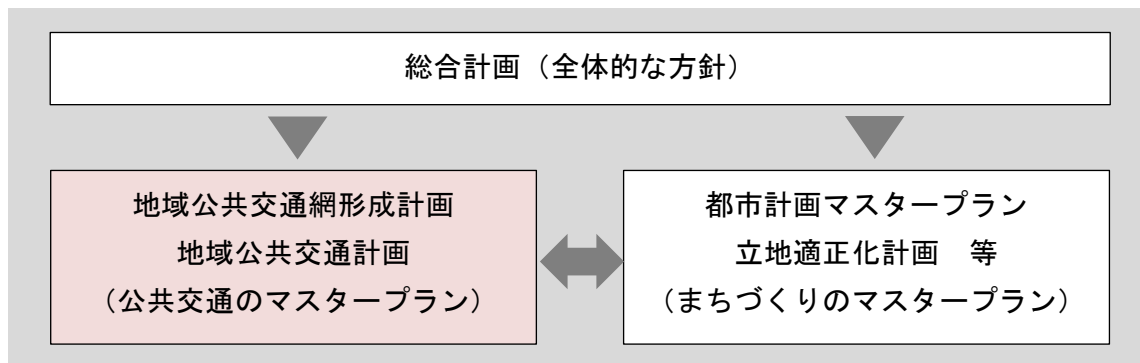 総合計画（全体的な方針）
地域公共交通網形成計画
地域公共交通計画
（公共交通のマスタープラン）
都市計画マスタープラン
立地適正化計画　等
（まちづくりのマスタープラン）